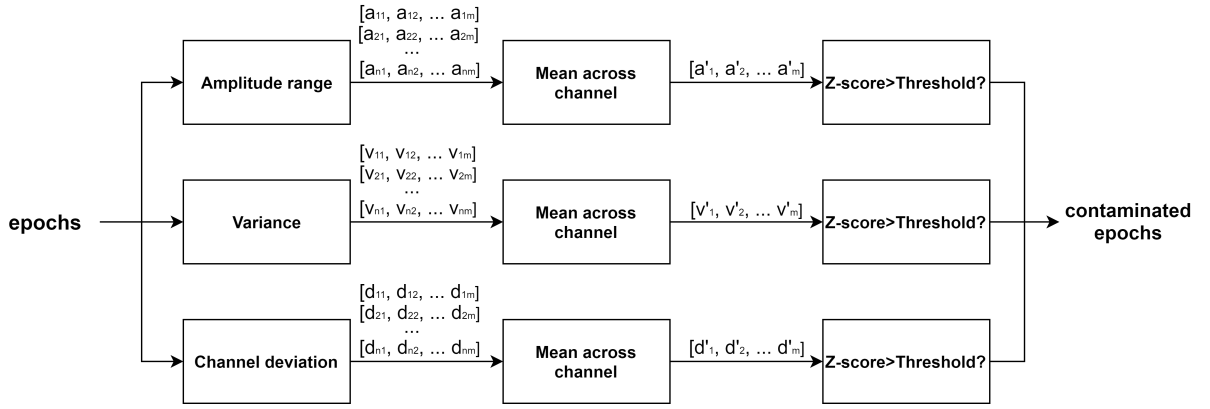 epochs
Amplitude range
[a11, a12, ... a1m]
[a21, a22, ... a2m]
...
[an1, an2, ... anm]
Mean across
channel
[a'1, a'2, ... a'm]
Z-score>Threshold?
Variance
[v11, v12, ... v1m]
[v21, v22, ... v2m]
...
[vn1, vn2, ... vnm]
Mean across
channel
[v'1, v'2, ... v'm]
Z-score>Threshold?
Channel deviation
[d11, d12, ... d1m]
[d21, d22, ... d2m]
...
[dn1, dn2, ... dnm]
Mean across
channel
[d'1, d'2, ... d'm]
Z-score>Threshold?
contaminated
epochs